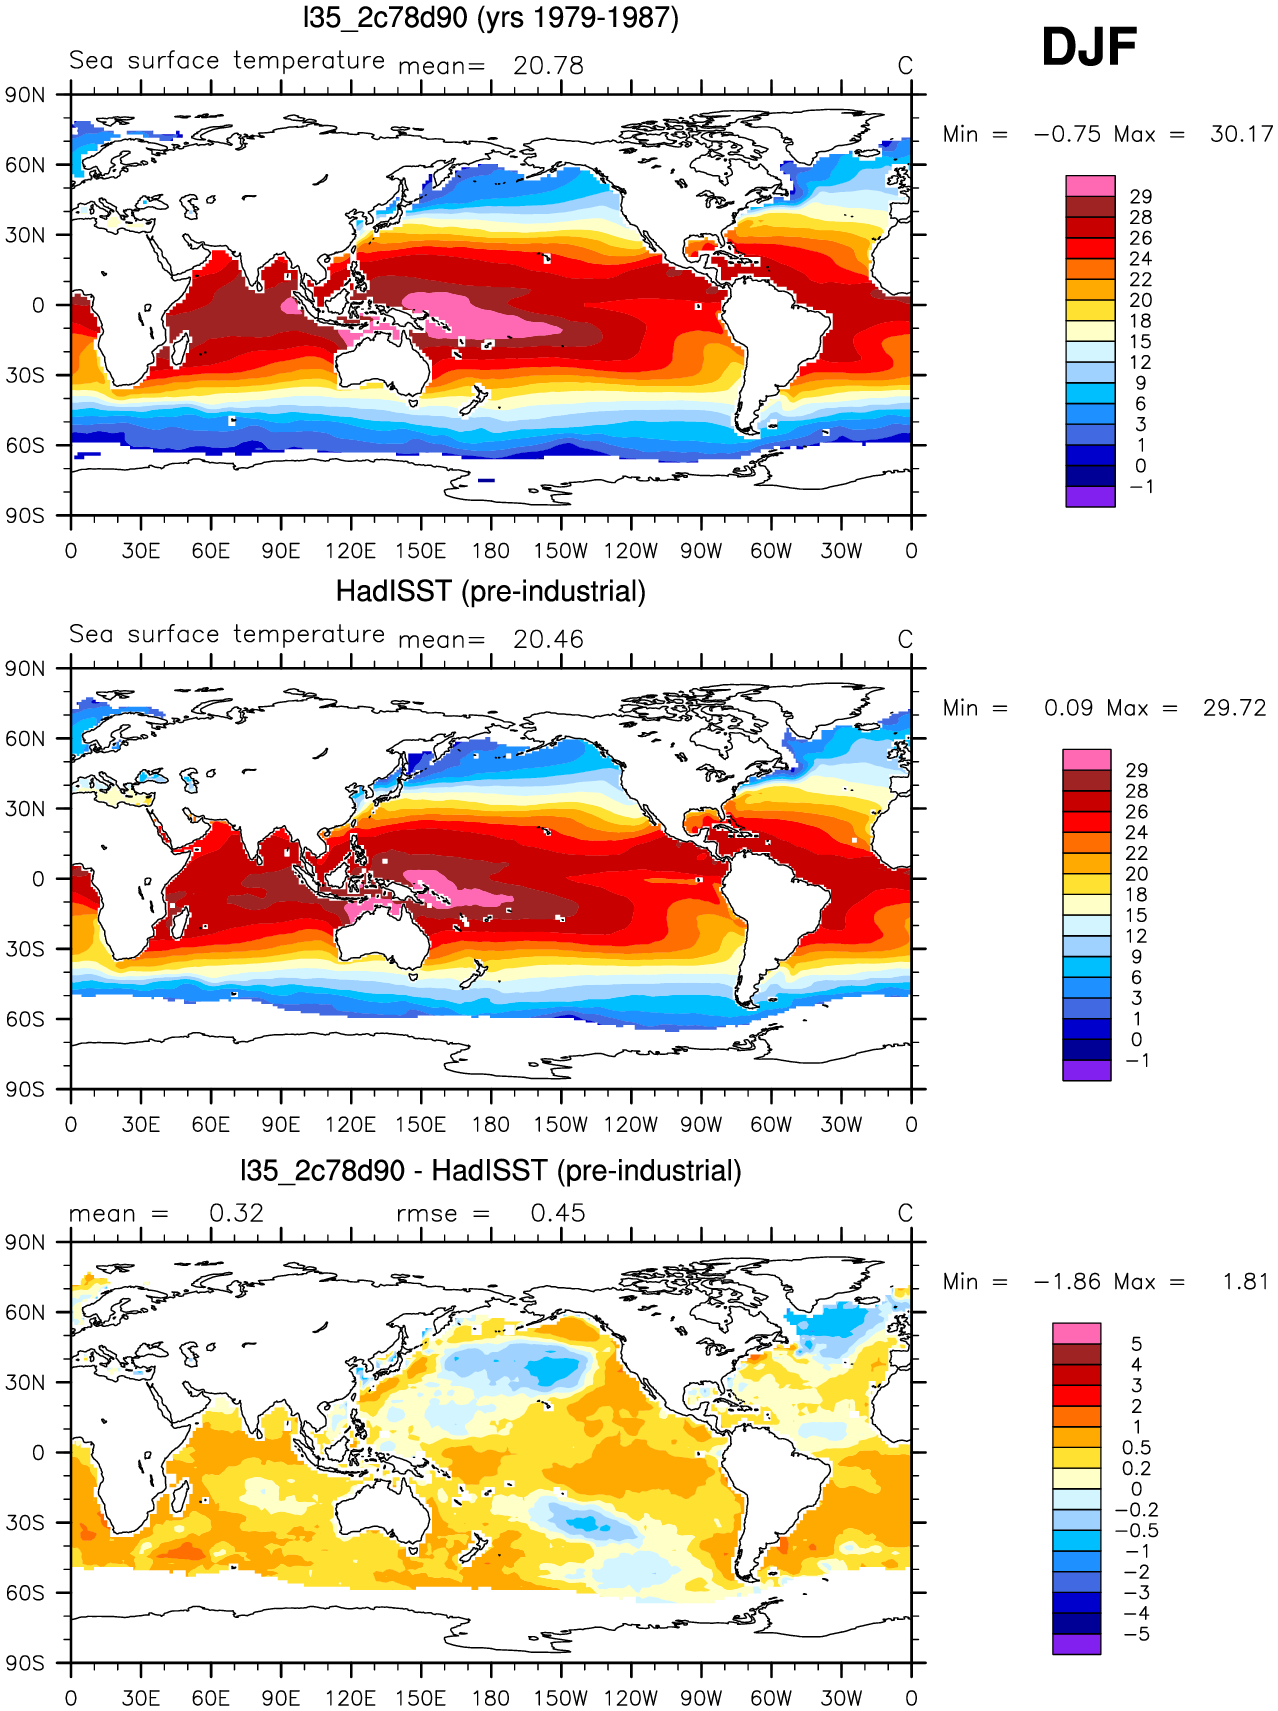 l35_2c78d90 (yrs 1979-1987)
DJF
Sea surface temperature mean= 20.78 C
Min = −0.75 Max = 30.17
90N
60N
30N
0
30S
60S
90S
0 30E 60E 90E 120E 150E 180 150W 120W 90W 60W 30W 0
29
28
26
24
22
20
18
15
12
9
6
3
1
0
−1
HadISST (pre-industrial)
Sea surface temperature mean= 20.46 C
Min = 0.09 Max = 29.72
90N
60N
30N
0
30S
60S
90S
0 30E 60E 90E 120E 150E 180 150W 120W 90W 60W 30W 0
29
28
26
24
22
20
18
15
12
9
6
3
1
0
−1
l35_2c78d90 - HadISST (pre-industrial)
mean = 0.32 rmse = 0.45 C
Min = −1.86 Max = 1.81
90N
60N
30N
0
30S
60S
90S
0 30E 60E 90E 120E 150E 180 150W 120W 90W 60W 30W 0
5
4
3
2
1
0.5
0.2
0
−0.2
−0.5
−1
−2
−3
−4
−5